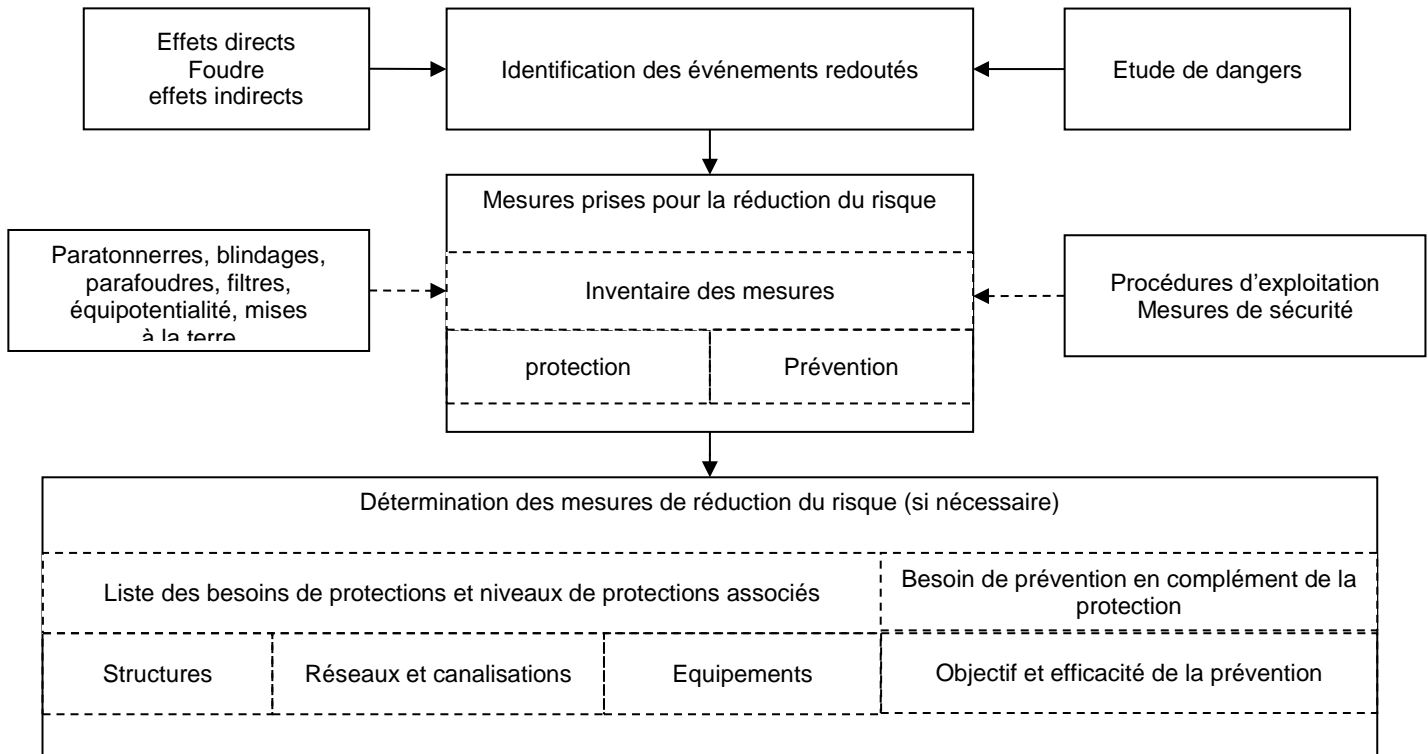 Effets directs
Foudre
effets indirects
Identification des événements redoutés
Etude de dangers
Mesures prises pour la réduction du risque
Paratonnerres, blindages,
parafoudres, filtres,
équipotentialité, mises
à la terre
Inventaire des mesures
Procédures d'exploitation
Mesures de sécurité
protection
Prévention
Détermination des mesures de réduction du risque (si nécessaire)
Liste des besoins de protections et niveaux de protections associés
Besoin de prévention en complément de la
protection
Structures
Réseaux et canalisations
Equipements
Objectif et efficacité de la prévention